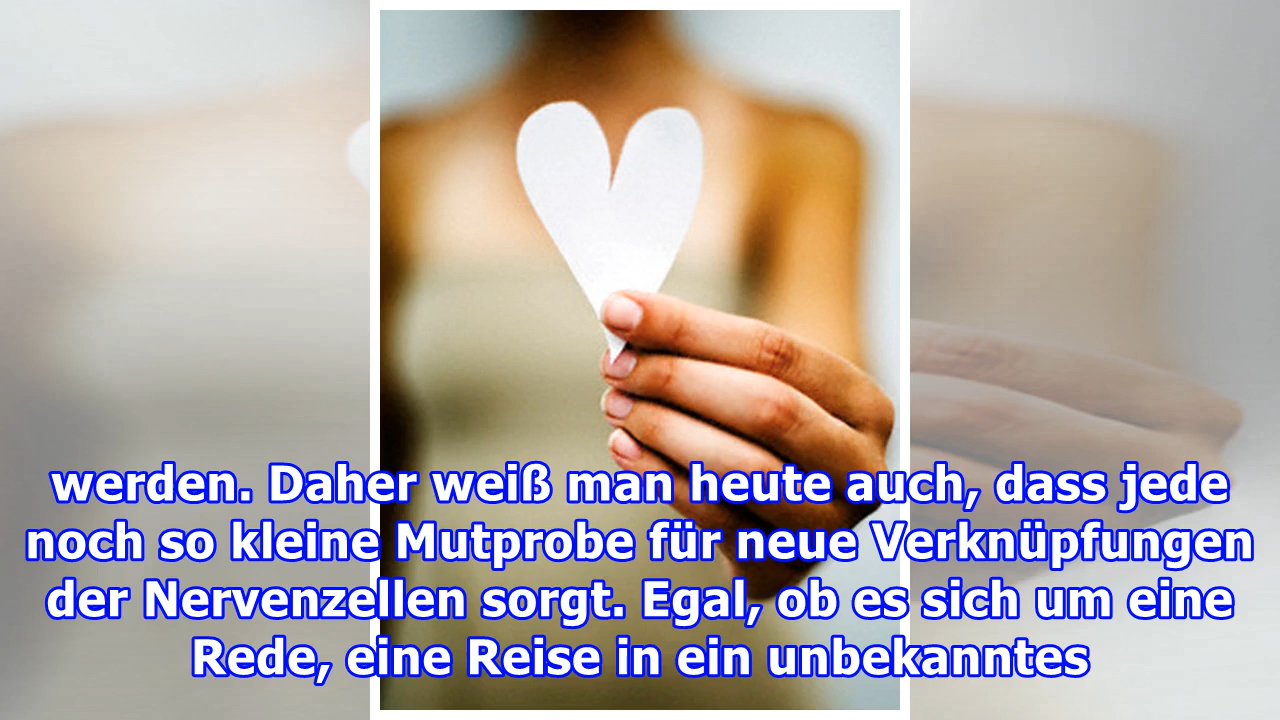 werden. Daher weiß man heute auch, dass jede
noch so kleine Mutprobe für neue Verknüpfungen
der Nervenzellen sorgt. Egal, ob es sich um eine
Rede, eine Reise in ein unbekanntes